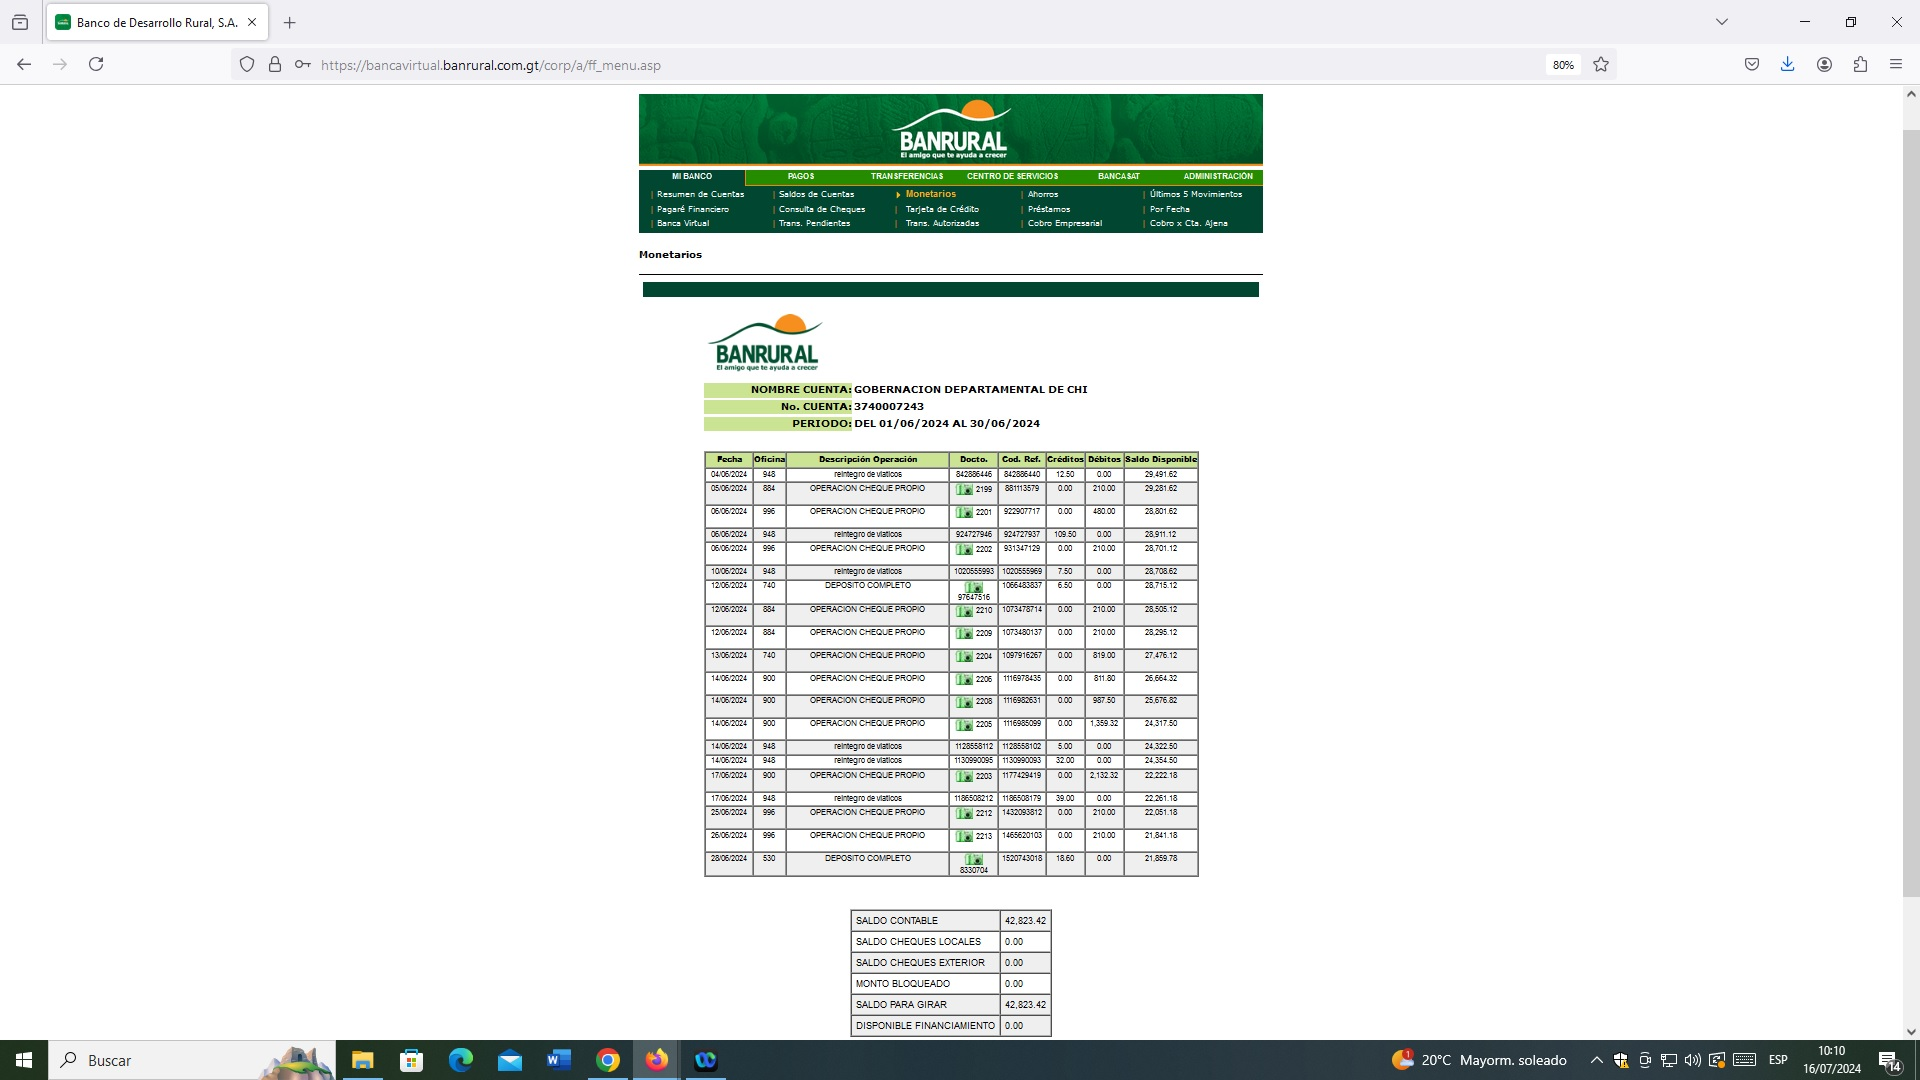 Banco de Desarrollo Rural, S.A.
https://bancavirtual.banrural.com.gt/corp/a/ff_menu.asp
80%
BANRURAL
El amigo que te ayuda a crecer
MI BANCO PAGOS TRANSFERENCIAS CENTRO DE SERVICIOS BANCASAT ADMINISTRACIÓN
Resumen de Cuentas Saldos de Cuentas Monetarios Ahorros Últimos 5 Movimientos
Pagaré Financiero Consulta de Cheques Tarjeta de Crédito Préstamos Por Fecha
Banca Virtual Trans. Pendientes Trans. Autorizadas Cobro Empresarial Cobro x Cta. Ajena
Monetarios
BANRURAL
El amigo que te ayuda a crecer
NOMBRE CUENTA: GOBERNACION DEPARTAMENTAL DE CHI
No. CUENTA: 3740007243
PERIODO: DEL 01/06/2024 AL 30/06/2024
Fecha Oficina Descripción Operación Docto. Cod. Ref. Créditos Débitos Saldo Disponible
04/06/2024 948 reintegro de viaticos 842886446 842886440 12.50 0.00 29,491.62
05/06/2024 884 OPERACION CHEQUE PROPIO 2199 881113579 0.00 210.00 29,281.62
06/06/2024 996 OPERACION CHEQUE PROPIO 2201 922907717 0.00 480.00 28,801.62
06/06/2024 948 reintegro de viaticos 924727946 924727937 109.50 0.00 28,911.12
06/06/2024 996 OPERACION CHEQUE PROPIO 2202 931347129 0.00 210.00 28,701.12
10/06/2024 948 reintegro de viaticos 1020555993 1020555969 7.50 0.00 28,708.62
12/06/2024 740 DEPOSITO COMPLETO 97647516 1066483837 6.50 0.00 28,715.12
12/06/2024 884 OPERACION CHEQUE PROPIO 2210 1073478714 0.00 210.00 28,505.12
12/06/2024 884 OPERACION CHEQUE PROPIO 2209 1073480137 0.00 210.00 28,295.12
13/06/2024 740 OPERACION CHEQUE PROPIO 2204 1097916267 0.00 819.00 27,476.12
14/06/2024 900 OPERACION CHEQUE PROPIO 2206 1116978435 0.00 811.80 26,664.32
14/06/2024 900 OPERACION CHEQUE PROPIO 2208 1116982631 0.00 987.50 25,676.82
14/06/2024 900 OPERACION CHEQUE PROPIO 2205 1116985099 0.00 1,359.32 24,317.50
14/06/2024 948 reintegro de viaticos 1128558112 1128558102 5.00 0.00 24,322.50
14/06/2024 948 reintegro de viaticos 1130990095 1130990093 32.00 0.00 24,354.50
17/06/2024 900 OPERACION CHEQUE PROPIO 2203 1177429419 0.00 2,132.32 22,222.18
17/06/2024 948 reintegro de viaticos 1186508212 1186508179 39.00 0.00 22,261.18
25/06/2024 996 OPERACION CHEQUE PROPIO 2212 1432093812 0.00 210.00 22,051.18
26/06/2024 996 OPERACION CHEQUE PROPIO 2213 1465620103 0.00 210.00 21,841.18
28/06/2024 530 DEPOSITO COMPLETO 8330704 1520743018 18.60 0.00 21,859.78
SALDO CONTABLE 42,823.42
SALDO CHEQUES LOCALES 0.00
SALDO CHEQUES EXTERIOR 0.00
MONTO BLOQUEADO 0.00
SALDO PARA GIRAR 42,823.42
DISPONIBLE FINANCIAMIENTO 0.00
Buscar
1 20°C Mayorm. soleado ESP 10:10
16/07/2024 14